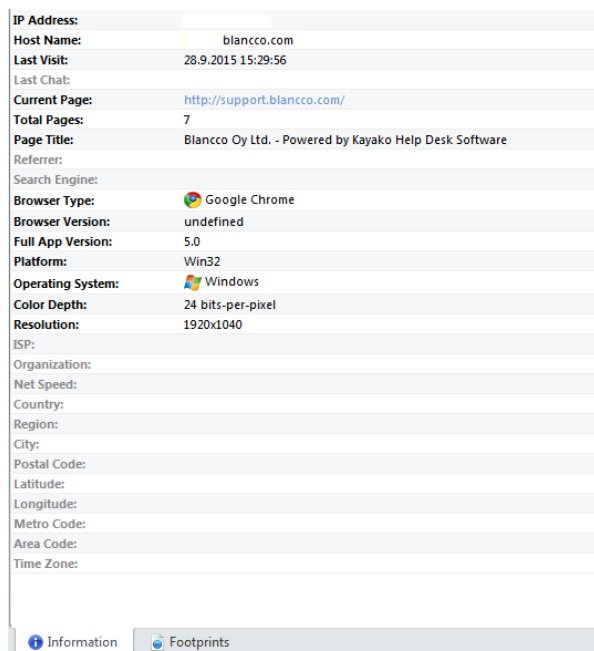 IP Address:
Host Name: blancco.com
Last Visit: 28.9.2015 15:29:56
Last Chat:
Current Page: http://support.blancco.com/
Total Pages: 7
Page Title: Blancco Oy Ltd. - Powered by Kayako Help Desk Software
Referrer:
Search Engine:
Browser Type: Google Chrome
Browser Version: undefined
Full App Version: 5.0
Platform: Win32
Operating System: Windows
Color Depth: 24 bits-per-pixel
Resolution: 1920x1040
ISP:
Organization:
Net Speed:
Country:
Region:
City:
Postal Code:
Latitude:
Longitude:
Metro Code:
Area Code:
Time Zone:
Information Footprints